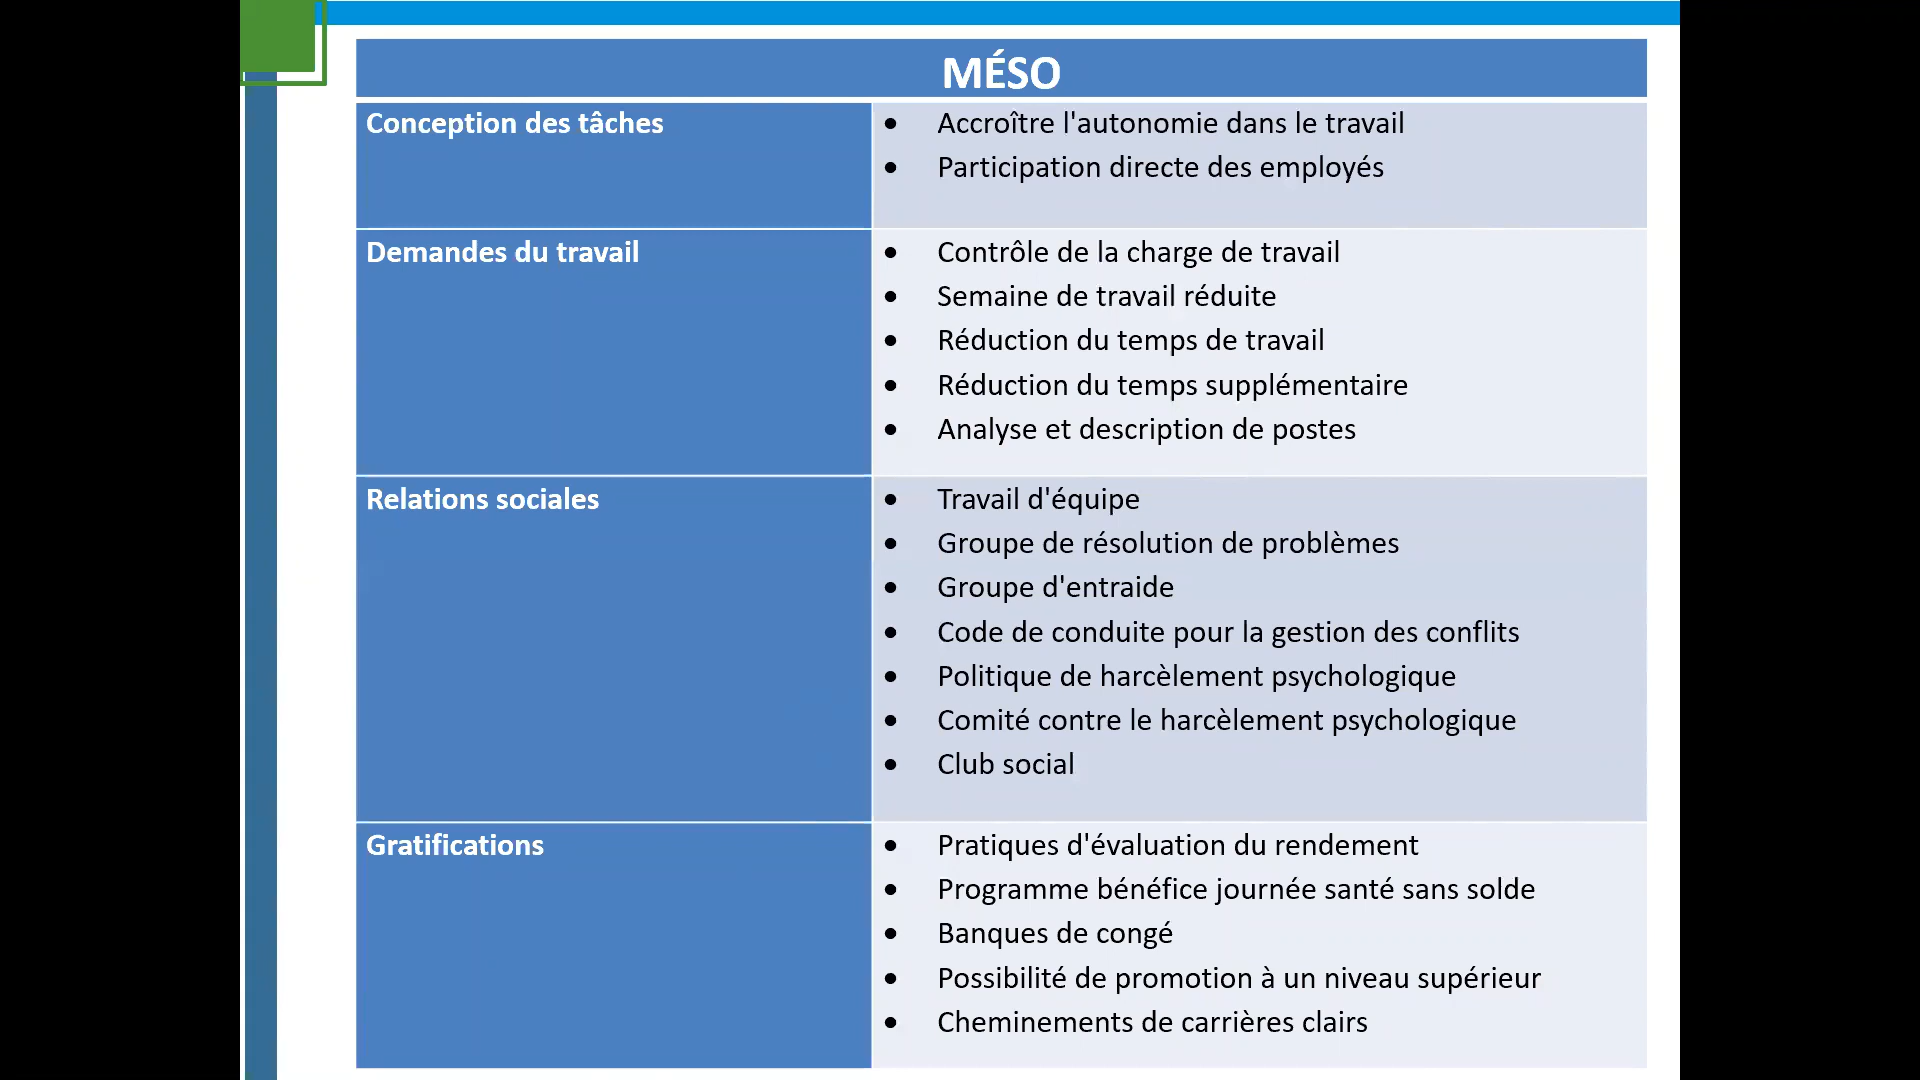 MÉSO
Conception des tâches
• Accroître l'autonomie dans le travail
• Participation directe des employés
Demandes du travail
• Contrôle de la charge de travail
• Semaine de travail réduite
• Réduction du temps de travail
• Réduction du temps supplémentaire
• Analyse et description de postes
Relations sociales
• Travail d'équipe
• Groupe de résolution de problèmes
• Groupe d'entraide
• Code de conduite pour la gestion des conflits
• Politique de harcèlement psychologique
• Comité contre le harcèlement psychologique
• Club social
Gratifications
• Pratiques d'évaluation du rendement
• Programme bénéfice journée santé sans solde
• Banques de congé
• Possibilité de promotion à un niveau supérieur
• Cheminements de carrières clairs